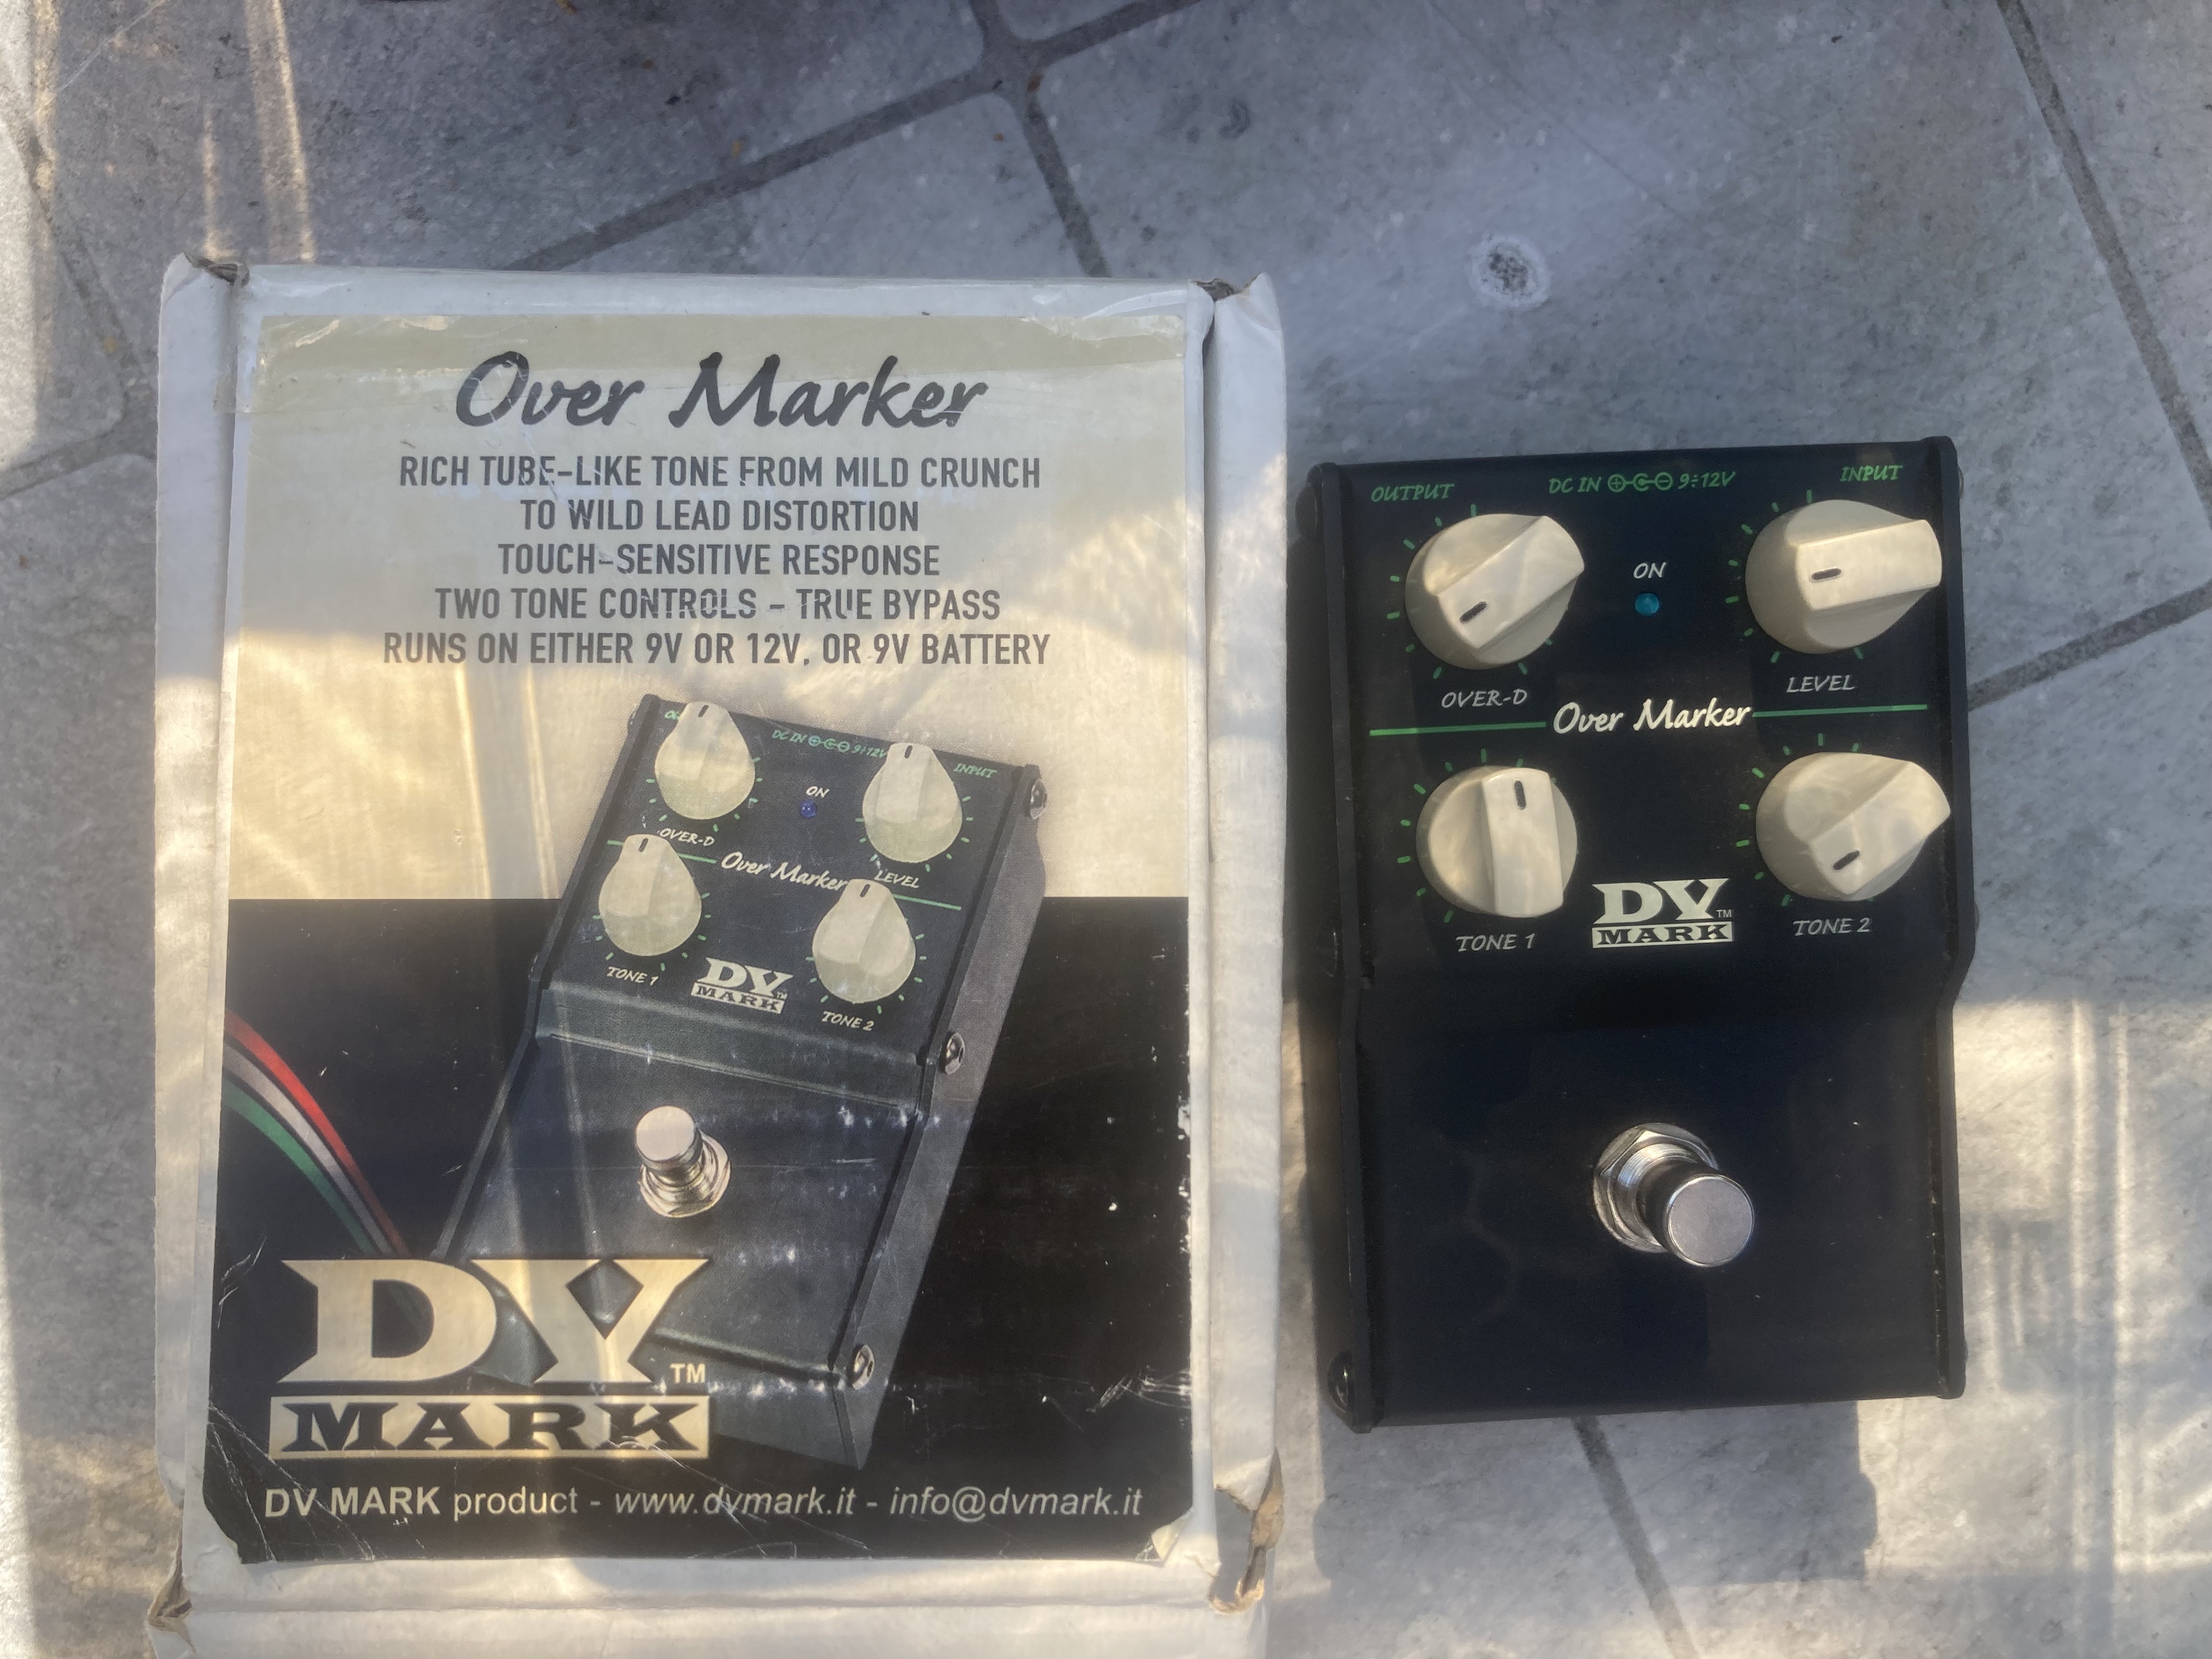 Over Marker
RICH TUBE-LIKE TONE FROM MILD CRUNCH
TO WILD LEAD DISTORTION
TOUCH-SENSITIVE RESPONSE
TWO TONE CONTROLS - TRUE BYPASS
RUNS ON EITHER 9V OR 12V, OR 9V BATTERY
DC IN 9÷12V
INPUT
ON
OVER-D
Over Marker
LEVEL
TONE 1
DV™
MARK
TONE 2
DV™
MARK
DV MARK product - www.dvmark.it - info@dvmark.it
OUTPUT
DC IN 9÷12V
INPUT
ON
OVER-D
LEVEL
Over Marker
TONE 1
DV™
MARK
TONE 2